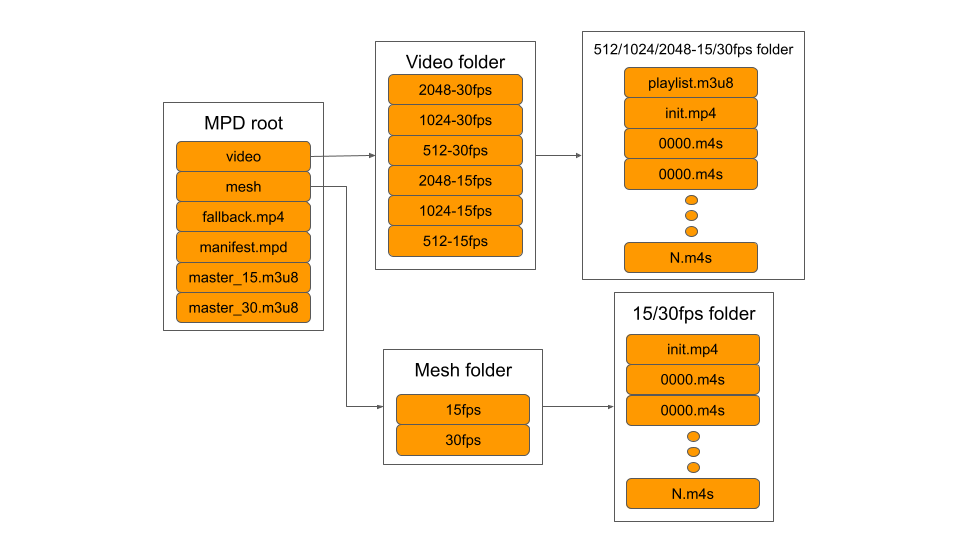 MPD root
video
mesh
fallback.mp4
manifest.mpd
master_15.m3u8
master_30.m3u8
Video folder
2048-30fps
1024-30fps
512-30fps
2048-15fps
1024-15fps
512-15fps
512/1024/2048-15/30fps folder
playlist.m3u8
init.mp4
0000.m4s
0000.m4s
N.m4s
Mesh folder
15fps
30fps
15/30fps folder
init.mp4
0000.m4s
0000.m4s
N.m4s